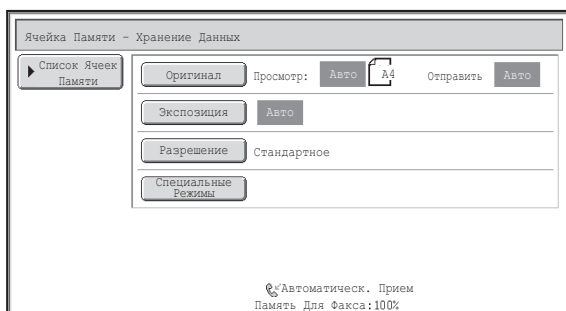 Ячейка Памяти - Хранение Данных
Список Ячеек
Памяти
Оригинал Просмотр: Авто A4 Отправить Авто
Экспозиция Авто
Разрешение Стандартное
Специальные
Режимы
Автоматическ. Прием
Память Для Факса:100%